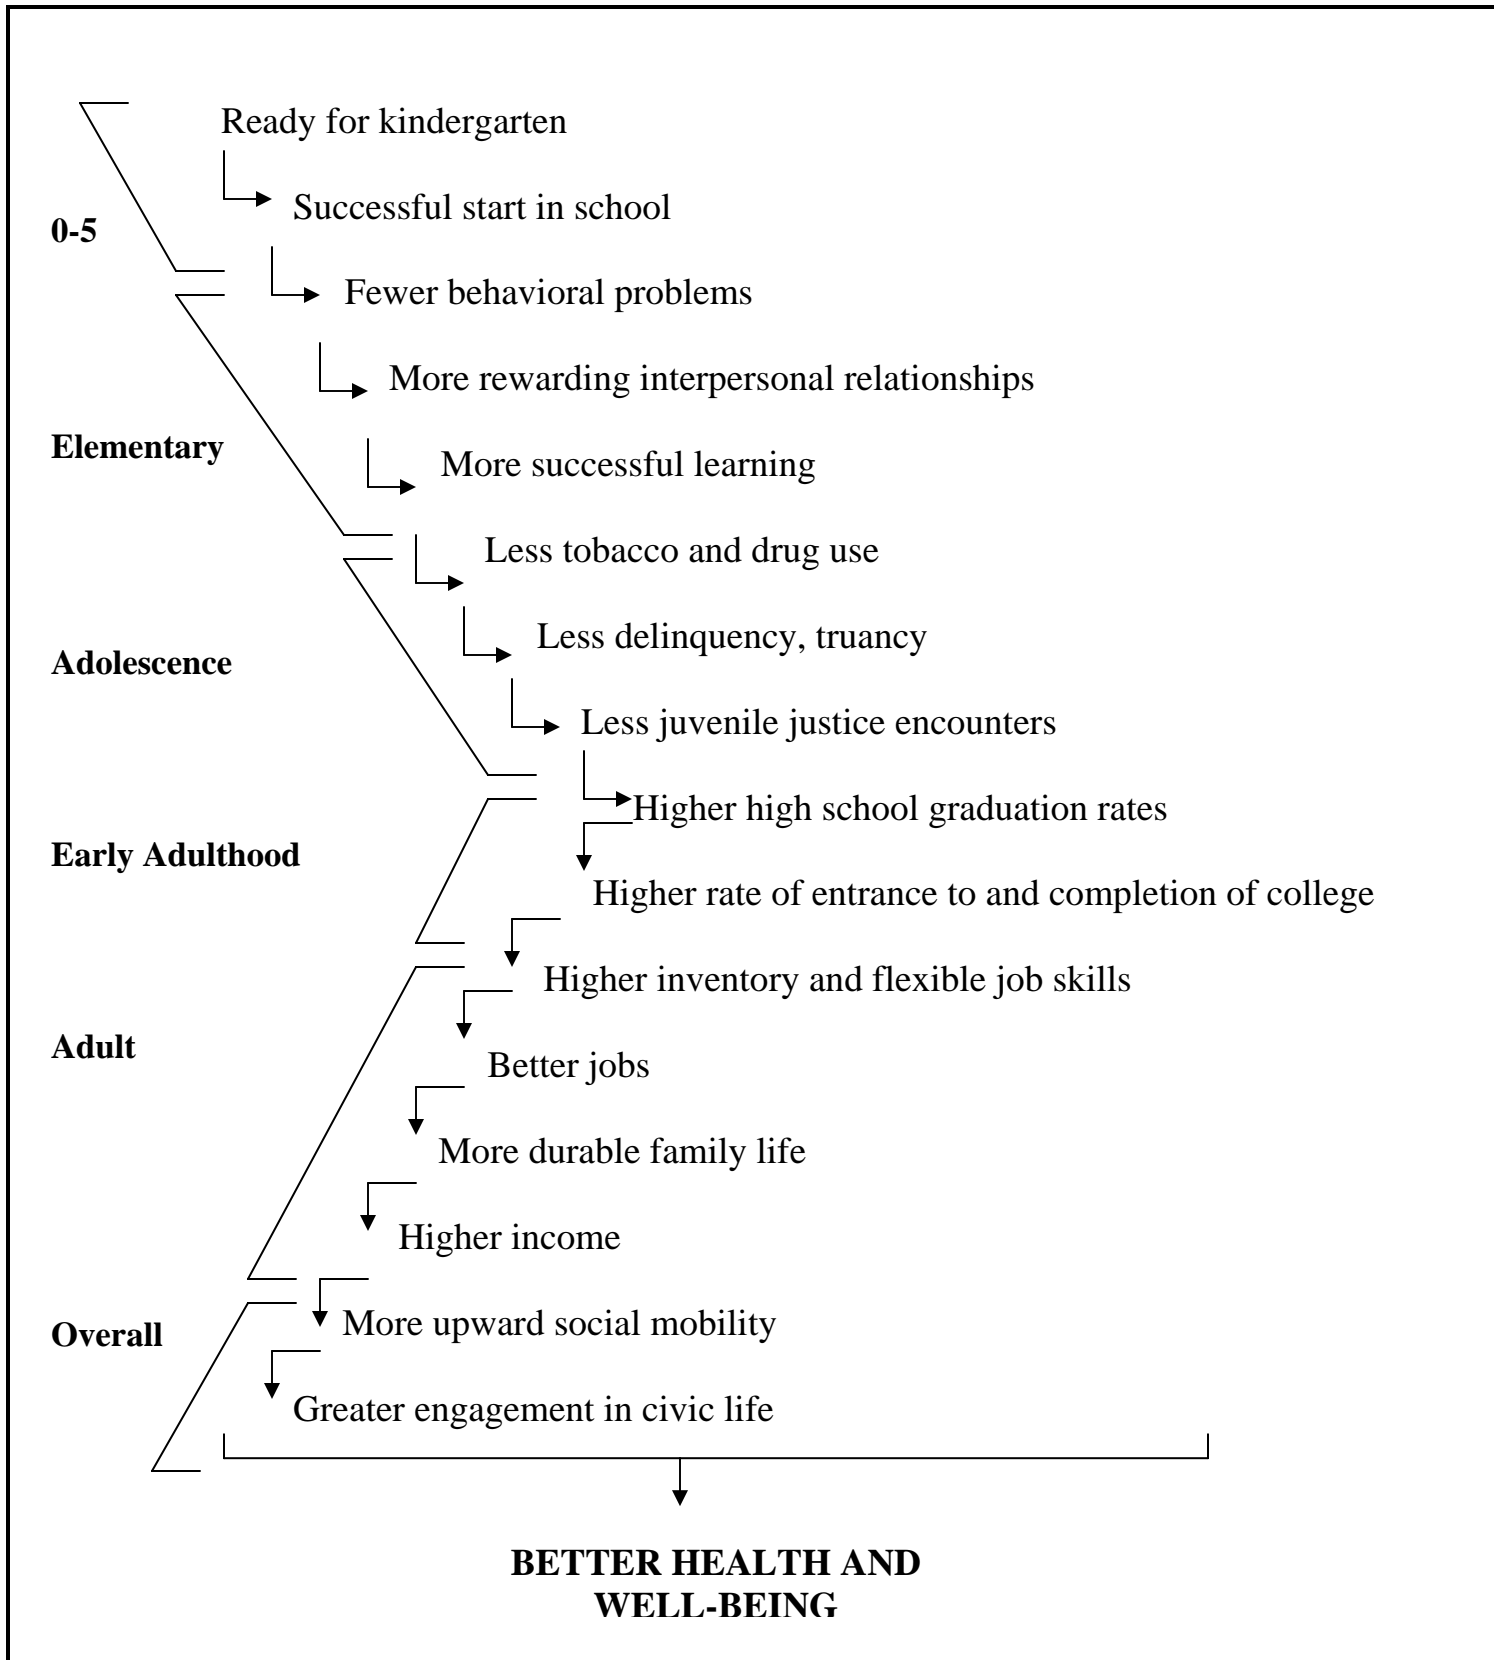 Ready for kindergarten
Successful start in school
0-5
Fewer behavioral problems
More rewarding interpersonal relationships
Elementary
More successful learning
Less tobacco and drug use
Less delinquency, truancy
Adolescence
Less juvenile justice encounters
Higher high school graduation rates
Early Adulthood
Higher rate of entrance to and completion of college
Higher inventory and flexible job skills
Adult
Better jobs
More durable family life
Higher income
More upward social mobility
Overall
Greater engagement in civic life
BETTER HEALTH AND
WELL-BEING